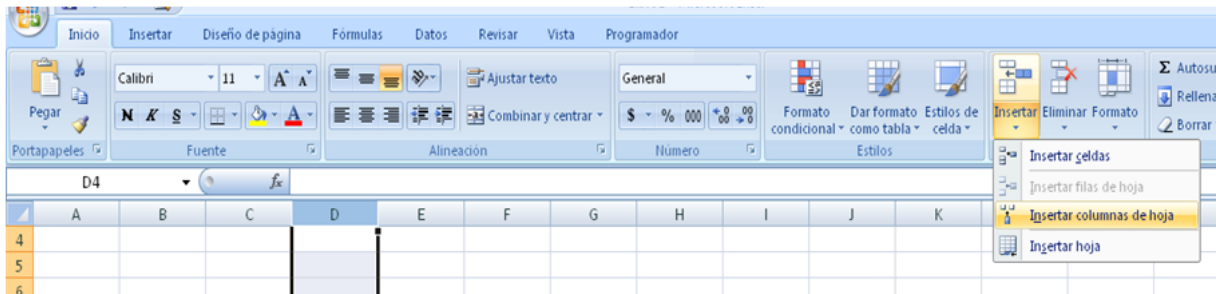 Inicio Insertar Diseño de página Fórmulas Datos Revisar Vista Programador
Calibri 11 A A Ajustar texto General Σ Autosu
Pegar N K S A Combinar y centrar $ % 000 Formato condicional Dar formato como tabla Estilos de celda Insertar Eliminar Formato Rellena
Borrar
Portapapeles Fuente Alineación Número Estilos
Insertar celdas
Insertar filas de hoja
Insertar columnas de hoja
Insertar hoja
D4 fx
A B C D E F G H I J K
4
5
6